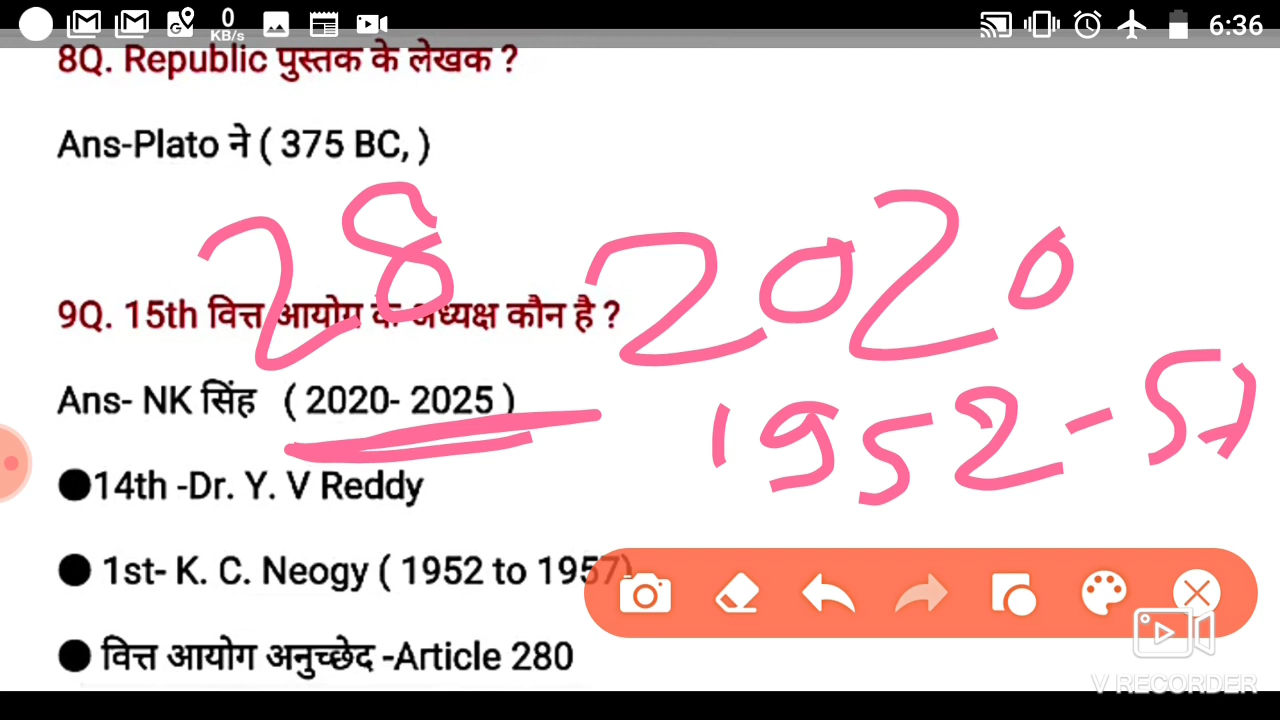 0
KB/s
6:36
8Q. Republic पुस्तक के लेखक ?
Ans-Plato ने ( 375 BC, )
28 2020
9Q. 15th वित्त आयोग के अध्यक्ष कौन है ?
Ans- NK सिंह ( 2020- 2025 )
1952-57
●14th -Dr. Y. V Reddy
● 1st- K. C. Neogy ( 1952 to 1957)
● वित्त आयोग अनुच्छेद -Article 280
V RECORDER